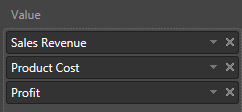 Value
Sales Revenue
Product Cost
Profit